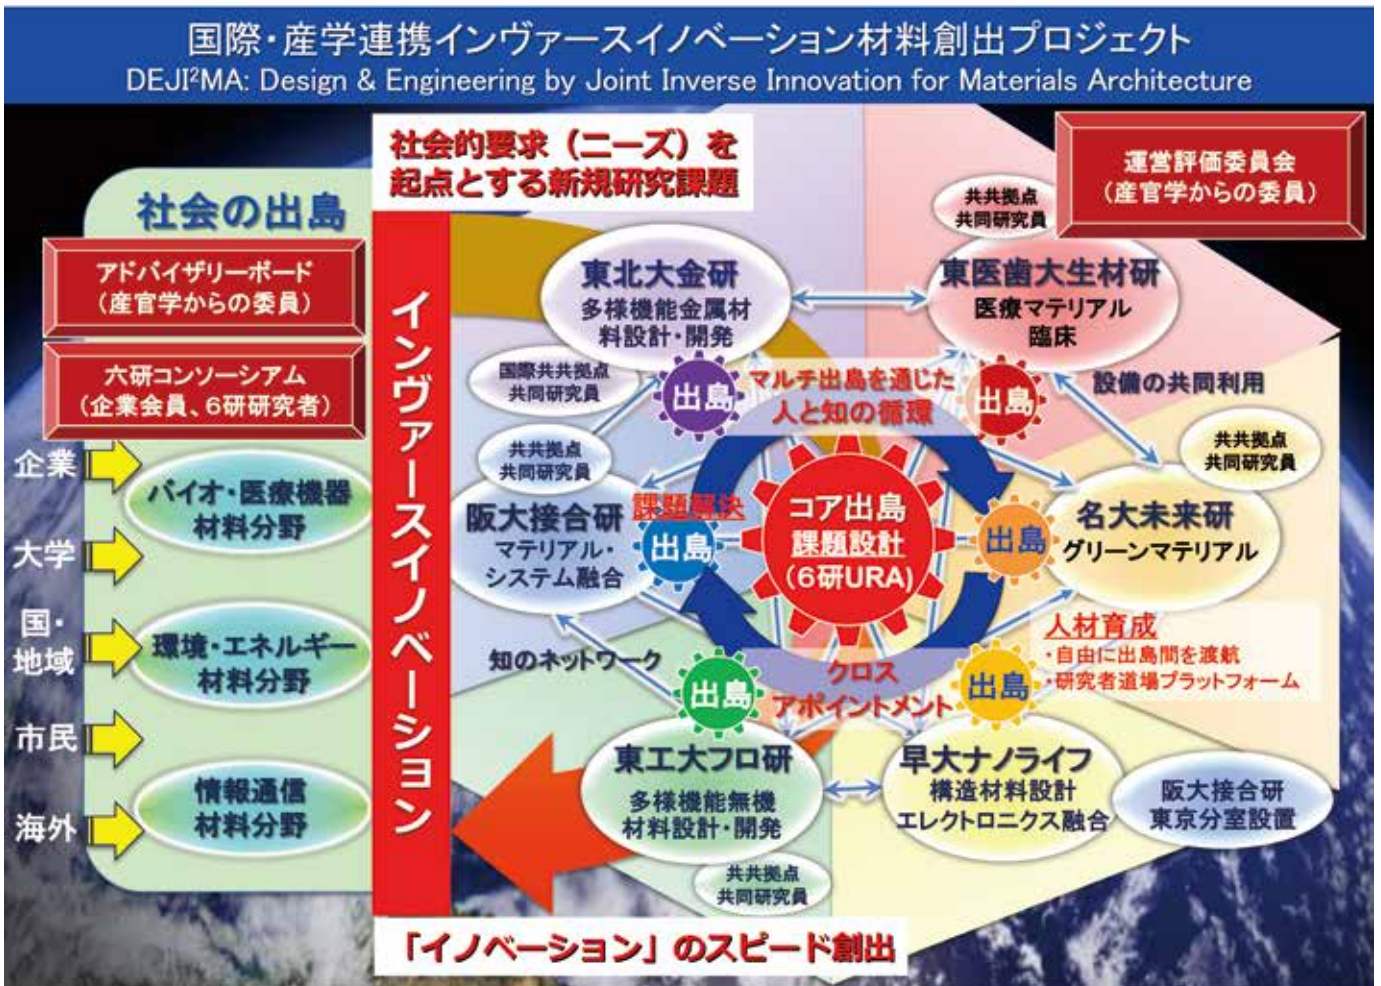 国際・産学連携インヴァースイノベーション材料創出プロジェクト
DEJI²MA: Design & Engineering by Joint Inverse Innovation for Materials Architecture
社会的要求（ニーズ）を
起点とする新規研究課題
運営評価委員会
（産官学からの委員）
社会の出島
アドバイザリーボード
（産官学からの委員）
六研コンソーシアム
（企業会員、６研研究者）
企業
大学
国・
地域
市民
海外
バイオ・医療機器
材料分野
環境・エネルギー
材料分野
情報通信
材料分野
インヴァースイノベーション
東北大金研
多様機能金属材
料設計・開発
出島
国際共共拠点
共同研究員
共共拠点
共同研究員
東医歯大生材研
医療マテリアル
臨床
出島
マルチ出島を通じた
人と知の循環
設備の共同利用
共共拠点
共同研究員
共共拠点
共同研究員
阪大接合研
マテリアル・
システム融合
課題解決
出島
コア出島
課題設計
（６研URA)
出島
名大未来研
グリーンマテリアル
知のネットワーク
人材育成
・自由に出島間を渡航
・研究者道場プラットフォーム
出島
クロス
アポイントメント
出島
東工大フロ研
多様機能無機
材料設計・開発
共共拠点
共同研究員
早大ナノライフ
構造材料設計
エレクトロニクス融合
阪大接合研
東京分室設置
「イノベーション」のスピード創出